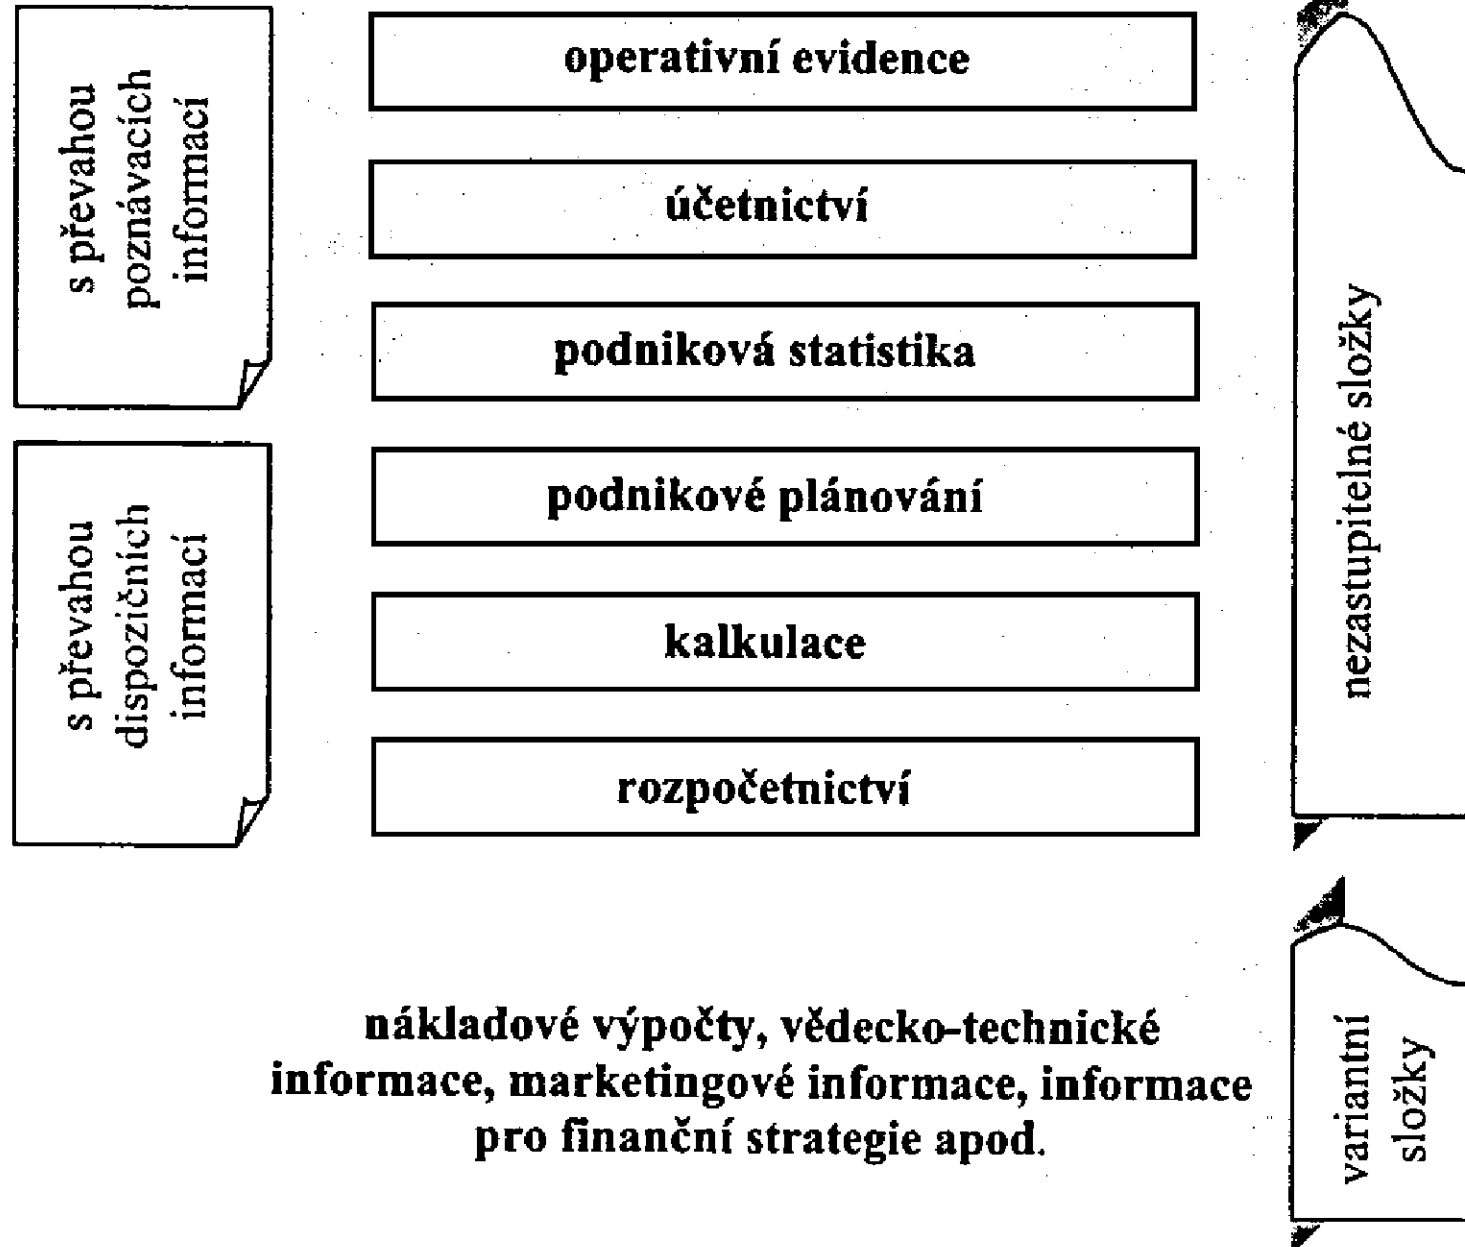 s převahou
poznávacích
informací
operativní evidence
účetnictví
podniková statistika
s převahou
dispozičních
informací
podnikové plánování
kalkulace
rozpočetnictví
nezastupitelné složky
nákladové výpočty, vědecko-technické
informace, marketingové informace, informace
pro finanční strategie apod.
variantní
složky